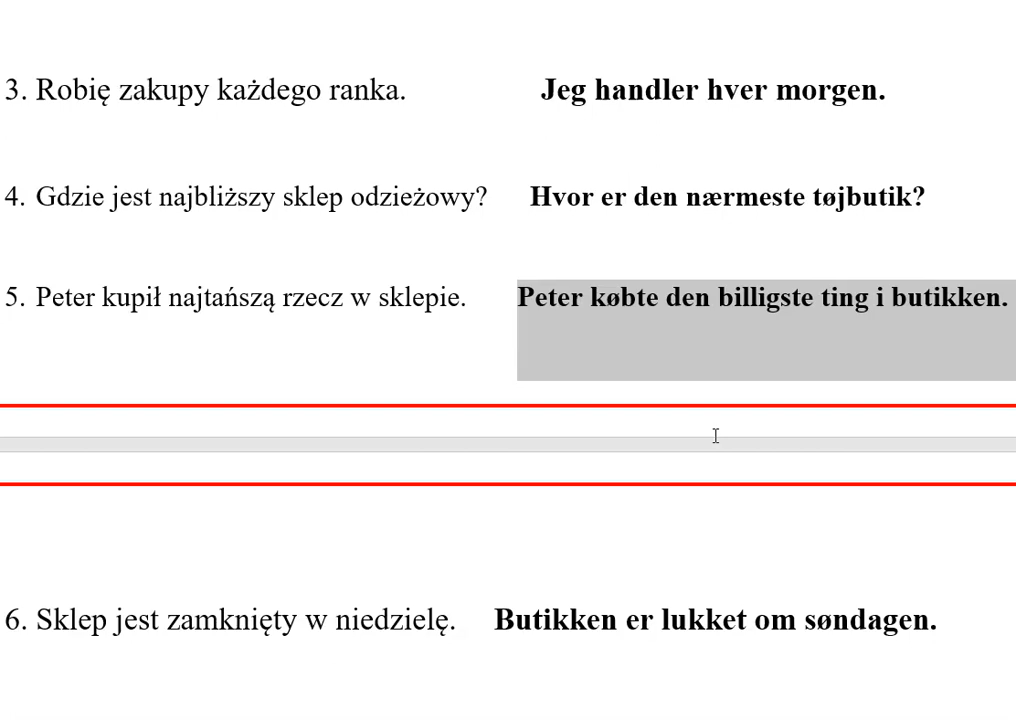 3. Robię zakupy każdego ranka. Jeg handler hver morgen.
4. Gdzie jest najbliższy sklep odzieżowy? Hvor er den nærmeste tøjbutik?
5. Peter kupił najtańszą rzecz w sklepie. Peter købte den billigste ting i butikken.
6. Sklep jest zamknięty w niedzielę. Butikken er lukket om søndagen.